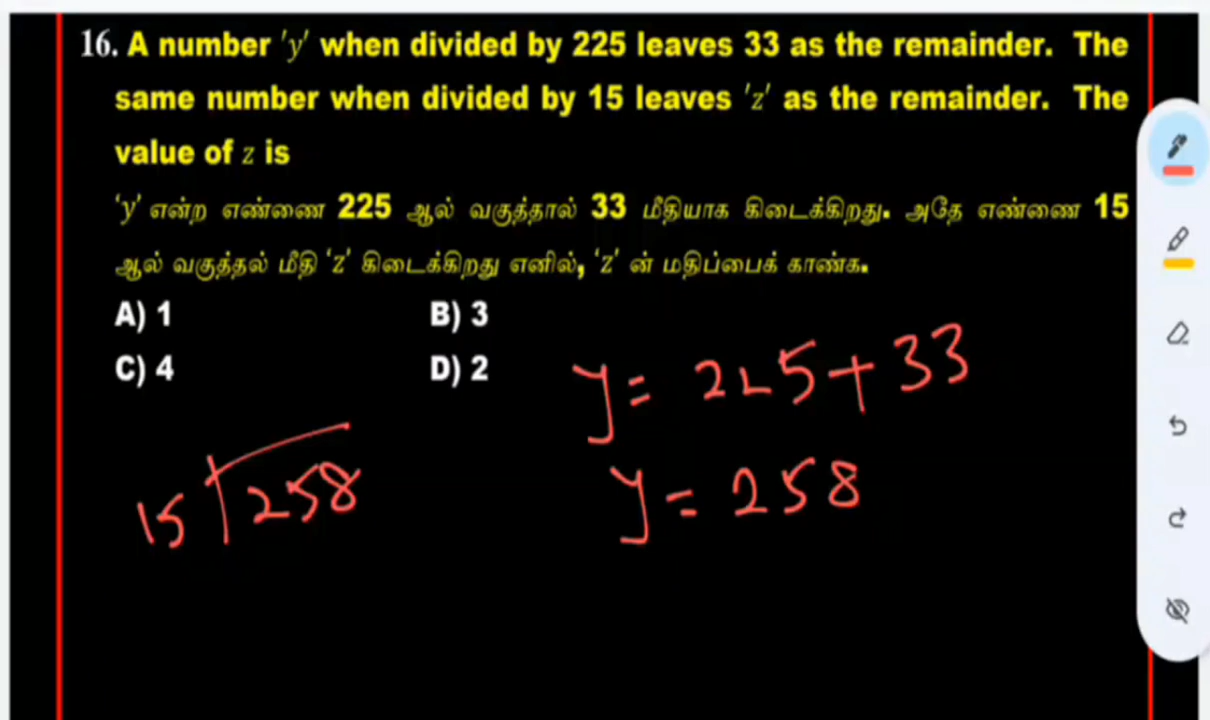 16. A number 'y' when divided by 225 leaves 33 as the remainder. The
same number when divided by 15 leaves 'z' as the remainder. The
value of z is
'y' என்ற எண்ணை 225 ஆல் வகுத்தால் 33 மீதியாக கிடைக்கிறது. அதே எண்ணை 15
ஆல் வகுத்தல் மீதி 'z' கிடைக்கிறது எனில், 'z' ன் மதிப்பைக் காண்க.
A) 1 B) 3
C) 4 D) 2
y = 225 + 33
y = 258
15 258